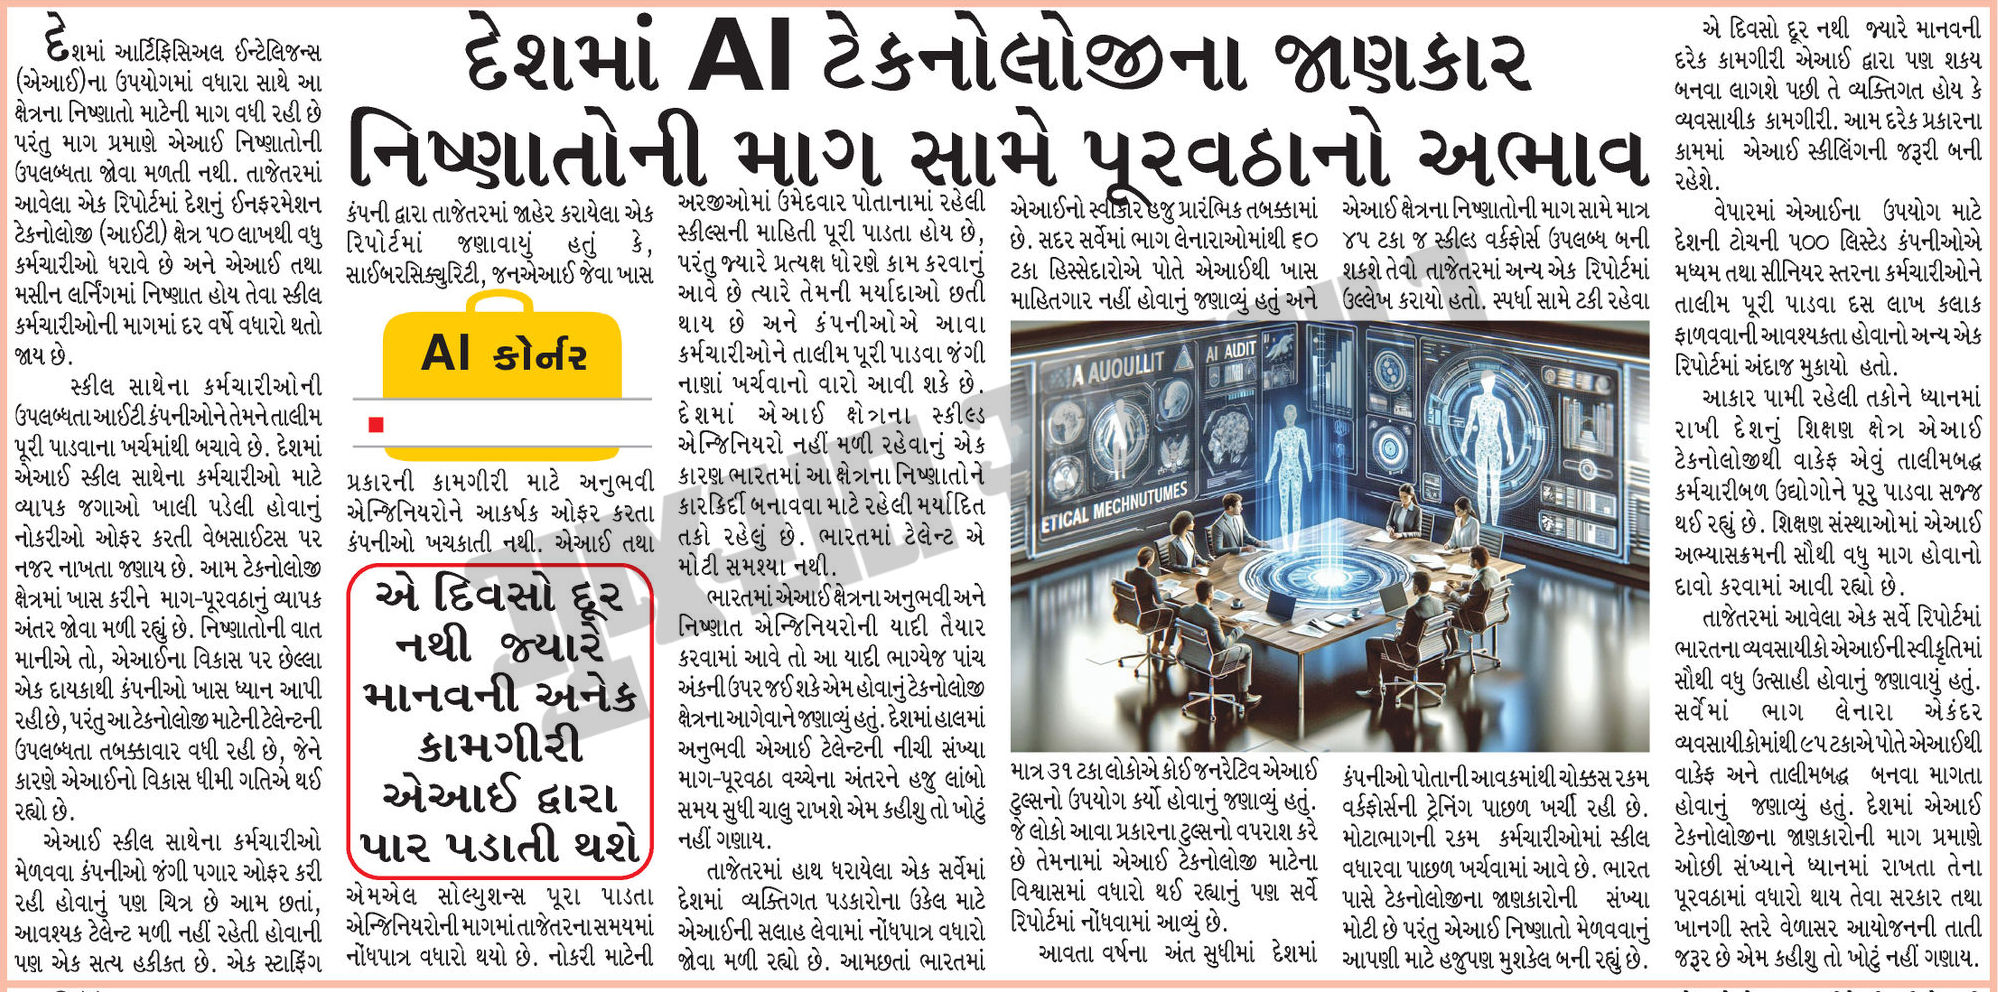 દેશમાં AI ટેકનોલોજીના જાણકાર
નિષ્ણાતોની માગ સામે પૂરવઠાનો અભાવ
દેશમાં આર્ટિફિસિઅલ ઈન્ટેલિજન્સ
(એઆઈ)ના ઉપયોગમાં વધારા સાથે આ
ક્ષેત્રના નિષ્ણાતો માટેની માગ વધી રહી છે
પરંતુ માગ પ્રમાણે એઆઈ નિષ્ણાતોની
ઉપલબ્ધતા જોવા મળતી નથી. તાજેતરમાં
આવેલા એક રિપોર્ટમાં દેશનું ઈનફરમેશન
ટેકનોલોજી (આઈટી) ક્ષેત્ર ૫૦ લાખથી વધુ
કર્મચારીઓ ધરાવે છે અને એઆઈ તથા
મસીન લર્નિંગમાં નિષ્ણાત હોય તેવા સ્કીલ
કર્મચારીઓની માગમાં દર વર્ષે વધારો થતો
જાય છે.
સ્કીલ સાથેના કર્મચારીઓની
ઉપલબ્ધતા આઈટી કંપનીઓને તેમને તાલીમ
પૂરી પાડવાના ખર્ચમાંથી બચાવે છે. દેશમાં
એઆઈ સ્કીલ સાથેના કર્મચારીઓ માટે
વ્યાપક જગાઓ ખાલી પડેલી હોવાનું
નોકરીઓ ઓફર કરતી વેબસાઈટસ પર
નજર નાખતા જણાય છે. આમ ટેકનોલોજી
ક્ષેત્રમાં ખાસ કરીને માગ-પૂરવઠાનું વ્યાપક
અંતર જોવા મળી રહ્યું છે. નિષ્ણાતોની વાત
માનીએ તો, એઆઈના વિકાસ પર છેલ્લા
એક દાયકાથી કંપનીઓ ખાસ ધ્યાન આપી
રહી છે, પરંતુ આ ટેકનોલોજી માટેની ટેલેન્ટની
ઉપલબ્ધતા તબક્કાવાર વધી રહી છે, જેને
કારણે એઆઈનો વિકાસ ધીમી ગતિએ થઈ
રહ્યો છે.
એઆઈ સ્કીલ સાથેના કર્મચારીઓ
મેળવવા કંપનીઓ જંગી પગાર ઓફર કરી
રહી હોવાનું પણ ચિત્ર છે આમ છતાં,
આવશ્યક ટેલેન્ટ મળી નહીં રહેતી હોવાની
પણ એક સત્ય હકીકત છે. એક સ્ટાફિંગ
કંપની દ્વારા તાજેતરમાં જાહેર કરાયેલા એક
રિપોર્ટમાં જણાવાયું હતું કે,
સાઈબરસિક્યુરિટી, જનએઆઈ જેવા ખાસ
AI કોર્નર
પ્રકારની કામગીરી માટે અનુભવી
એન્જિનિયરોને આકર્ષક ઓફર કરતા
કંપનીઓ ખચકાતી નથી. એઆઈ તથા
એ દિવસો દૂર
નથી જ્યારે
માનવની અનેક
કામગીરી
એઆઈ દ્વારા
પાર પડાતી થશે
એમએલ સોલ્યુશન્સ પૂરા પાડતા
એન્જિનિયરોની માગમાં તાજેતરના સમયમાં
નોંધપાત્ર વધારો થયો છે. નોકરી માટેની
અરજીઓમાં ઉમેદવાર પોતાનામાં રહેલી
સ્કીલ્સની માહિતી પૂરી પાડતા હોય છે,
પરંતુ જ્યારે પ્રત્યક્ષ ધોરણે કામ કરવાનું
આવે છે ત્યારે તેમની મર્યાદાઓ છતી
થાય છે અને કંપનીઓએ આવા
કર્મચારીઓને તાલીમ પૂરી પાડવા જંગી
નાણાં ખર્ચવાનો વારો આવી શકે છે.
દેશમાં એઆઈ ક્ષેત્રના સ્કીલ્ડ
એન્જિનિયરો નહીં મળી રહેવાનું એક
કારણ ભારતમાં આ ક્ષેત્રના નિષ્ણાતોને
કારકિર્દી બનાવવા માટે રહેલી મર્યાદિત
તકો રહેલું છે. ભારતમાં ટેલેન્ટ એ
મોટી સમશ્યા નથી.
ભારતમાં એઆઈ ક્ષેત્રના અનુભવી અને
નિષ્ણાત એન્જિનિયરોની યાદી તૈયાર
કરવામાં આવે તો આ યાદી ભાગ્યેજ પાંચ
અંકની ઉપર જઈ શકે એમ હોવાનું ટેકનોલોજી
ક્ષેત્રના આગેવાને જણાવ્યું હતું. દેશમાં હાલમાં
અનુભવી એઆઈ ટેલેન્ટની નીચી સંખ્યા
માગ-પૂરવઠા વચ્ચેના અંતરને હજુ લાંબો
સમય સુધી ચાલુ રાખશે એમ કહીશુ તો ખોટું
નહીં ગણાય.
તાજેતરમાં હાથ ધરાયેલા એક સર્વેમાં
દેશમાં વ્યક્તિગત પડકારોના ઉકેલ માટે
એઆઈની સલાહ લેવામાં નોંધપાત્ર વધારો
જોવા મળી રહ્યો છે. આમછતાં ભારતમાં
એઆઈનો સ્વીકાર હજુ પ્રારંભિક તબક્કામાં
છે. સદર સર્વેમાં ભાગ લેનારાઓમાંથી ૬૦
ટકા હિસ્સેદારોએ પોતે એઆઈથી ખાસ
માહિતગાર નહીં હોવાનું જણાવ્યું હતું અને
A AUOULLIT
AI AUDIT
ETICAL MECHNUTUMES
માત્ર ૩૧ ટકા લોકોએ કોઈ જનરેટિવ એઆઈ
ટુલ્સનો ઉપયોગ કર્યો હોવાનું જણાવ્યું હતું.
જે લોકો આવા પ્રકારના ટુલ્સનો વપરાશ કરે
છે તેમનામાં એઆઈ ટેકનોલોજી માટેના
વિશ્વાસમાં વધારો થઈ રહ્યાનું પણ સર્વે
રિપોર્ટમાં નોંધવામાં આવ્યું છે.
આવતા વર્ષના અંત સુધીમાં દેશમાં
એઆઈ ક્ષેત્રના નિષ્ણાતોની માગ સામે માત્ર
૪૫ ટકા જ સ્કીલ્ડ વર્કફોર્સ ઉપલબ્ધ બની
શકશે તેવો તાજેતરમાં અન્ય એક રિપોર્ટમાં
ઉલ્લેખ કરાયો હતો. સ્પર્ધા સામે ટકી રહેવા
કંપનીઓ પોતાની આવકમાંથી ચોક્કસ રકમ
વર્કફોર્સની ટ્રેનિંગ પાછળ ખર્ચી રહી છે.
મોટાભાગની રકમ કર્મચારીઓમાં સ્કીલ
વધારવા પાછળ ખર્ચવામાં આવે છે. ભારત
પાસે ટેકનોલોજીના જાણકારોની સંખ્યા
મોટી છે પરંતુ એઆઈ નિષ્ણાતો મેળવવાનું
આપણી માટે હજુપણ મુશકેલ બની રહ્યું છે.
એ દિવસો દૂર નથી જ્યારે માનવની
દરેક કામગીરી એઆઈ દ્વારા પણ શકય
બનવા લાગશે પછી તે વ્યક્તિગત હોય કે
વ્યવસાયીક કામગીરી. આમ દરેક પ્રકારના
કામમાં એઆઈ સ્કીલિંગની જરૂરી બની
રહેશે.
વેપારમાં એઆઈના ઉપયોગ માટે
દેશની ટોચની ૫૦૦ લિસ્ટેડ કંપનીઓએ
મધ્યમ તથા સીનિયર સ્તરના કર્મચારીઓને
તાલીમ પૂરી પાડવા દસ લાખ કલાક
ફાળવવાની આવશ્યકતા હોવાનો અન્ય એક
રિપોર્ટમાં અંદાજ મુકાયો હતો.
આકાર પામી રહેલી તકોને ધ્યાનમાં
રાખી દેશનું શિક્ષણ ક્ષેત્ર એઆઈ
ટેકનોલોજીથી વાકેફ એવું તાલીમબદ્ધ
કર્મચારીબળ ઉદ્યોગોને પૂરુ પાડવા સજ્જ
થઈ રહ્યું છે. શિક્ષણ સંસ્થાઓમાં એઆઈ
અભ્યાસક્રમની સૌથી વધુ માગ હોવાનો
દાવો કરવામાં આવી રહ્યો છે.
તાજેતરમાં આવેલા એક સર્વે રિપોર્ટમાં
ભારતના વ્યવસાયીકો એઆઈની સ્વીકૃતિમાં
સૌથી વધુ ઉત્સાહી હોવાનું જણાવાયું હતું.
સર્વેમાં ભાગ લેનારા એકંદર
વ્યવસાયીકોમાંથી ૯૫ ટકાએ પોતે એઆઈથી
વાકેફ અને તાલીમબદ્ધ બનવા માગતા
હોવાનું જણાવ્યું હતું. દેશમાં એઆઈ
ટેકનોલોજીના જાણકારોની માગ પ્રમાણે
ઓછી સંખ્યાને ધ્યાનમાં રાખતા તેના
પૂરવઠામાં વધારો થાય તેવા સરકાર તથા
ખાનગી સ્તરે વેળાસર આયોજનની તાતી
જરૂર છે એમ કહીશુ તો ખોટું નહીં ગણાય.